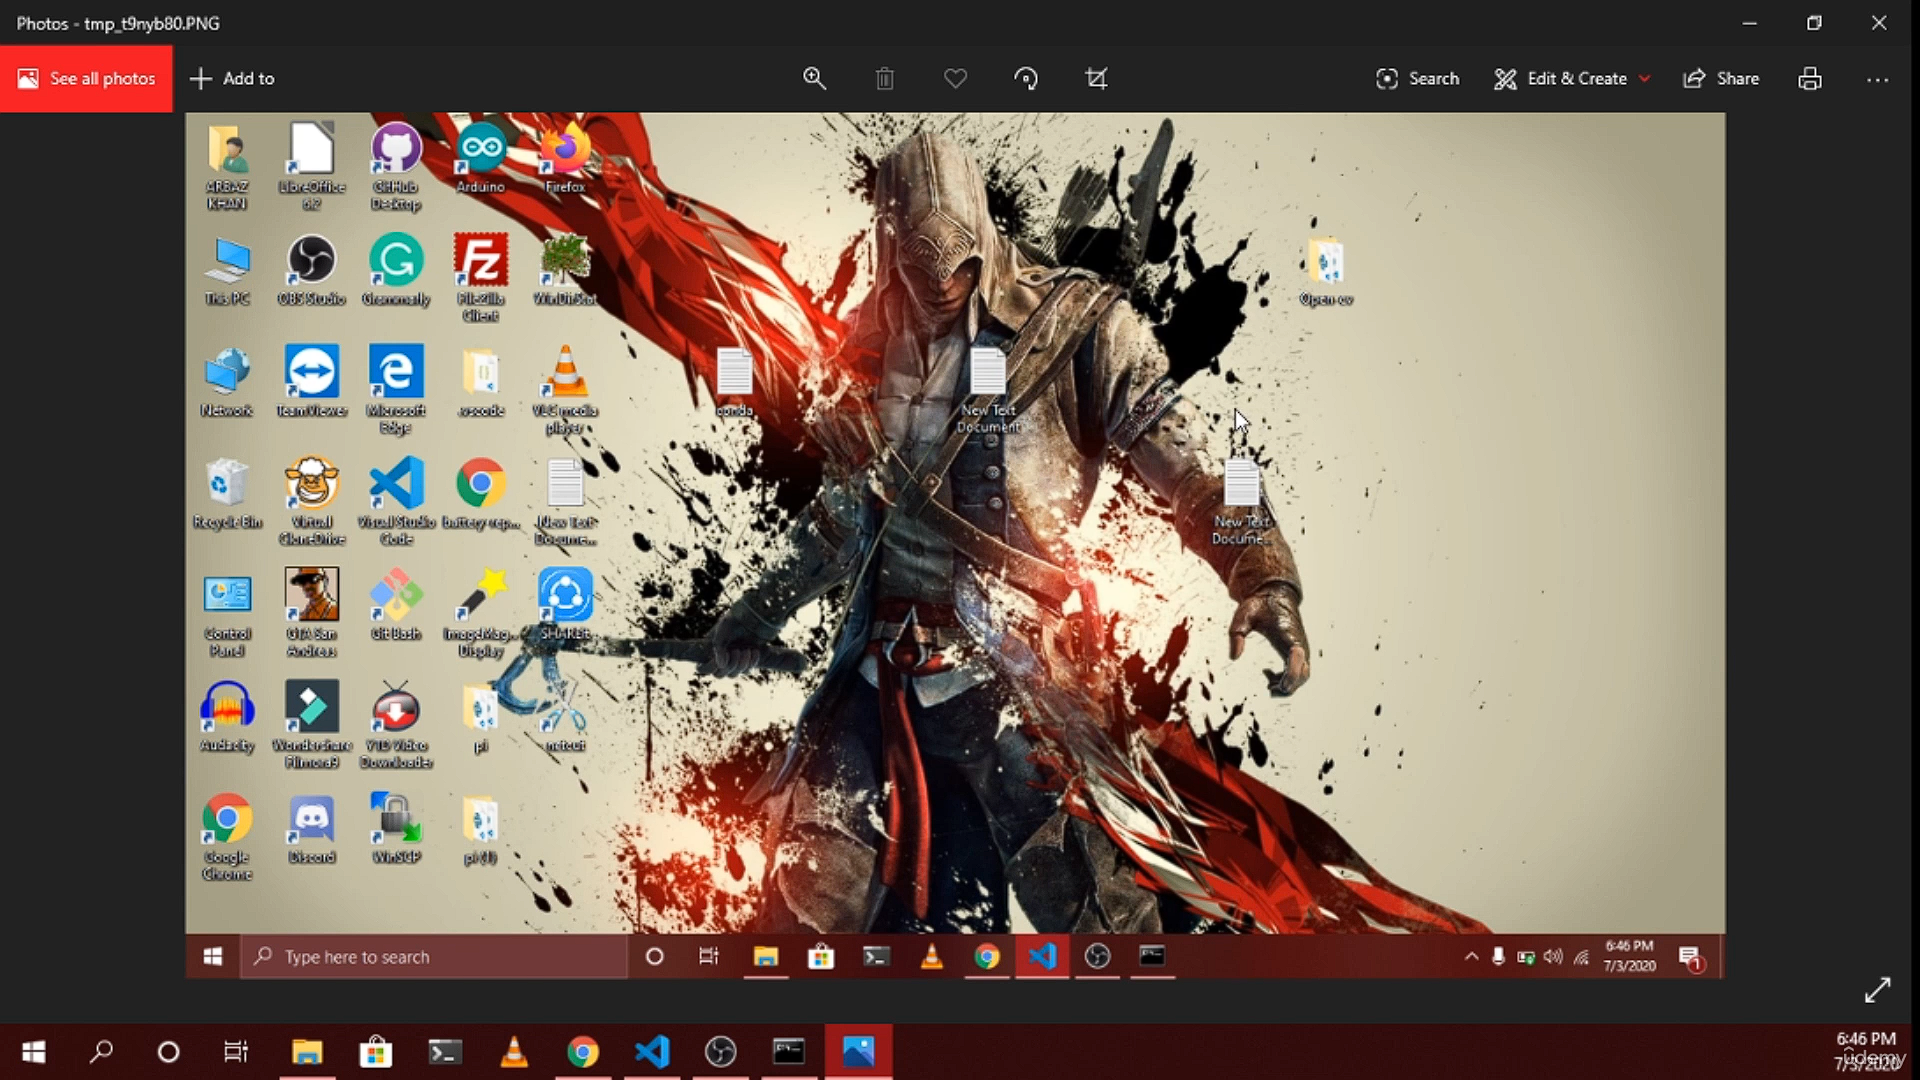 Photos - tmp_t9nyb80.PNG
See all photos
Add to
Search
Edit & Create
Share
ARBAZ
KHAN
LibreOffice
6.2
GitHub
Desktop
Arduino
Firefox
This PC
OBS Studio
Grammarly
FileZilla
Client
WinDirStat
Open-cv
Network
TeamViewer
Microsoft
Edge
.vscode
VLC media
player
conda
New Text
Document
Recycle Bin
Virtual
CloneDrive
Visual Studio
Code
battery rep...
New Text
Docume...
New Text
Docume...
Control
Panel
GTA San
Andreas
Git Bash
ImageMag...
Display
SHAREit
Audacity
Wondershare
Filmora9
VTD Video
Downloader
pi
netcut
Google
Chrome
Discord
WinSCP
pi (1)
Type here to search
6:46 PM
7/3/2020
1
6:46 PM
7/3/2020
udemy